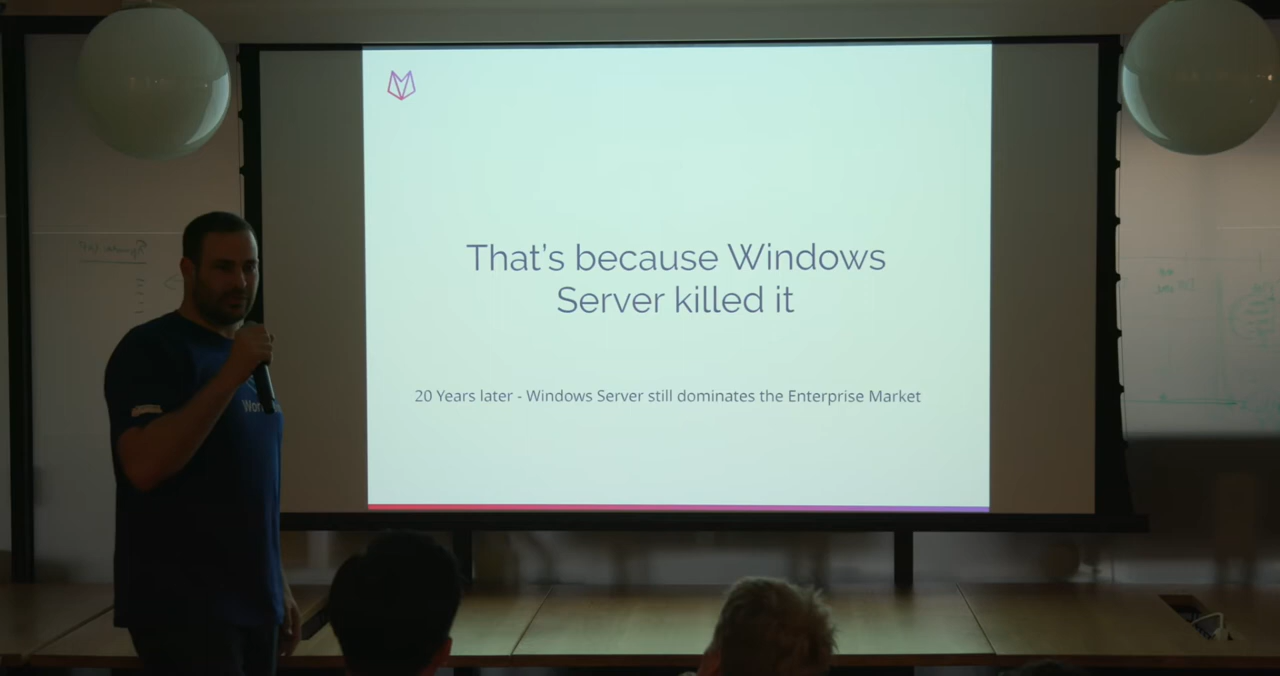 That's because Windows
Server killed it
20 Years later - Windows Server still dominates the Enterprise Market